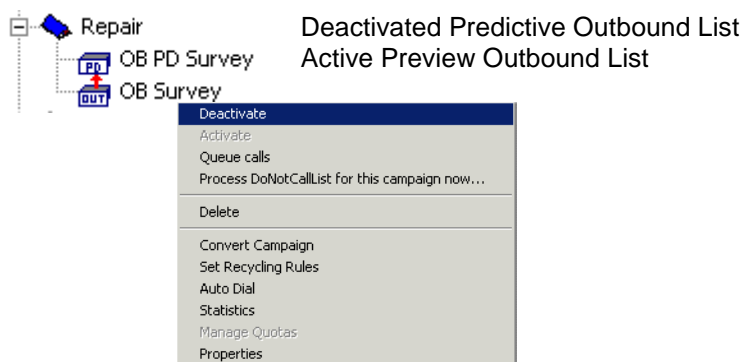 Repair
Deactivated Predictive Outbound List
PD
OB PD Survey
Active Preview Outbound List
OUT
OB Survey
Deactivate
Activate
Queue calls
Process DoNotCallList for this campaign now...
Delete
Convert Campaign
Set Recycling Rules
Auto Dial
Statistics
Manage Quotas
Properties